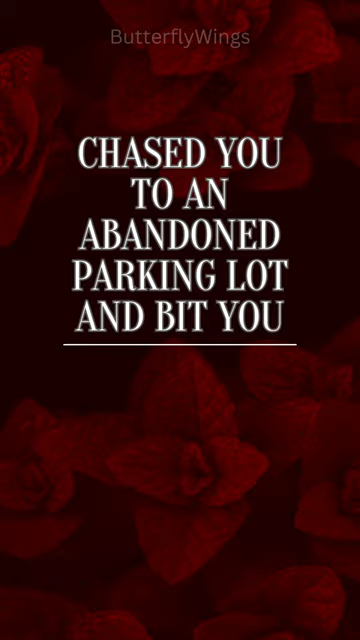 ButterflyWings
CHASED YOU
TO AN
ABANDONED
PARKING LOT
AND BIT YOU